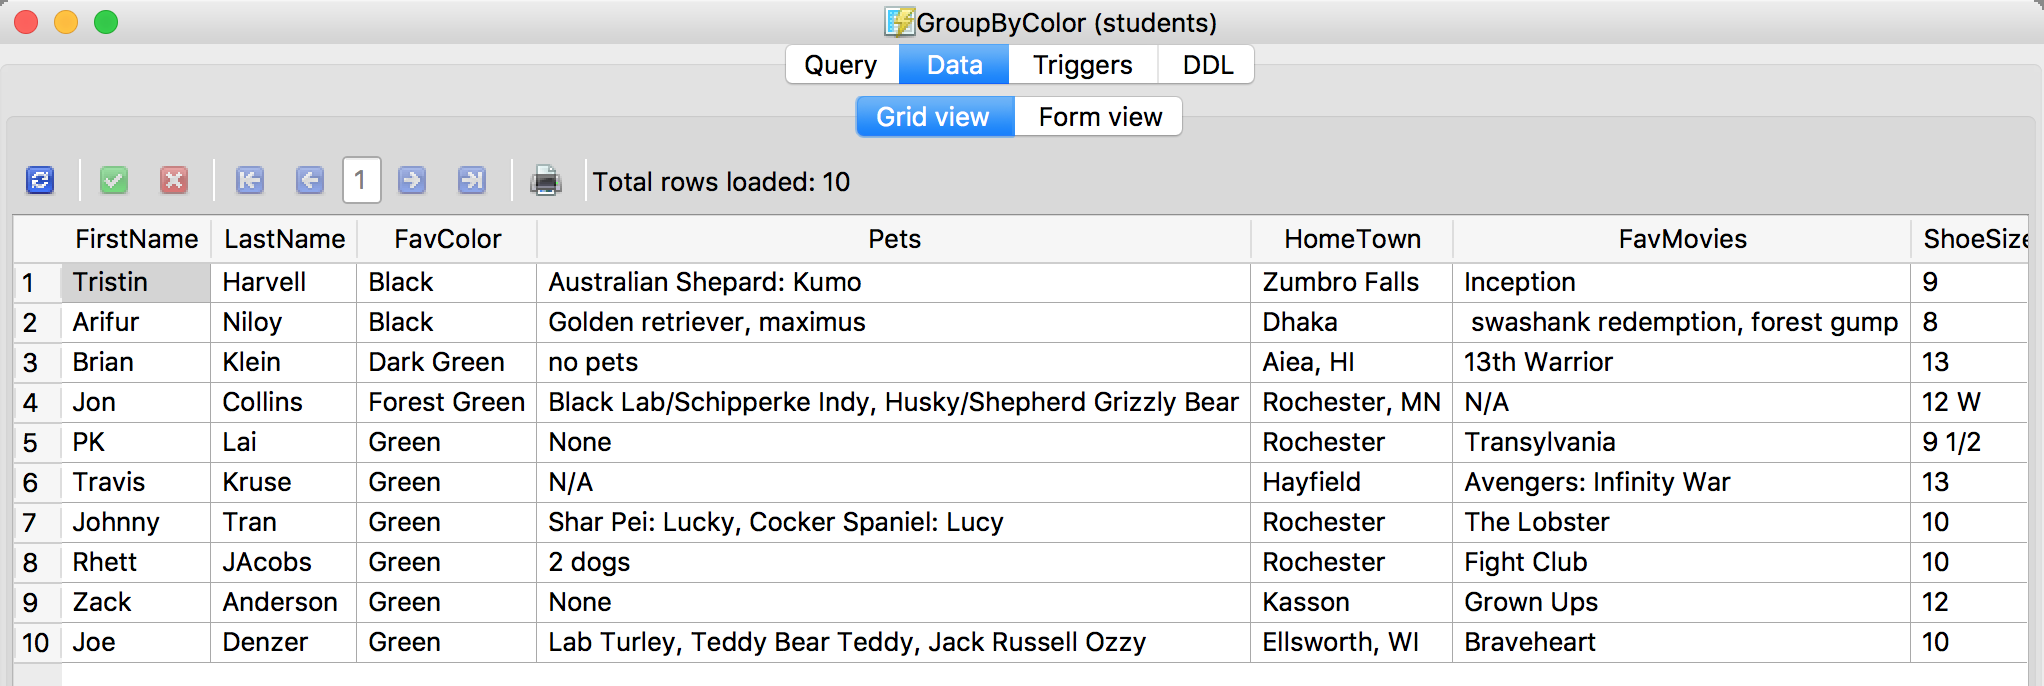 GroupByColor (students)
Query Data Triggers DDL
Grid view Form view
1 Total rows loaded: 10
FirstName LastName FavColor Pets HomeTown FavMovies ShoeSize
1 Tristin Harvell Black Australian Shepard: Kumo Zumbro Falls Inception 9
2 Arifur Niloy Black Golden retriever, maximus Dhaka swashank redemption, forest gump 8
3 Brian Klein Dark Green no pets Aiea, HI 13th Warrior 13
4 Jon Collins Forest Green Black Lab/Schipperke Indy, Husky/Shepherd Grizzly Bear Rochester, MN N/A 12 W
5 PK Lai Green None Rochester Transylvania 9 1/2
6 Travis Kruse Green N/A Hayfield Avengers: Infinity War 13
7 Johnny Tran Green Shar Pei: Lucky, Cocker Spaniel: Lucy Rochester The Lobster 10
8 Rhett JAcobs Green 2 dogs Rochester Fight Club 10
9 Zack Anderson Green None Kasson Grown Ups 12
10 Joe Denzer Green Lab Turley, Teddy Bear Teddy, Jack Russell Ozzy Ellsworth, WI Braveheart 10